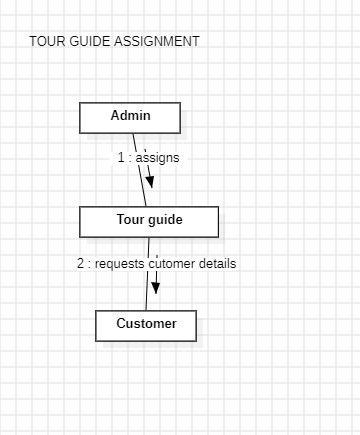 TOUR GUIDE ASSIGNMENT
Admin
1 : assigns
Tour guide
2 : requests cutomer details
Customer